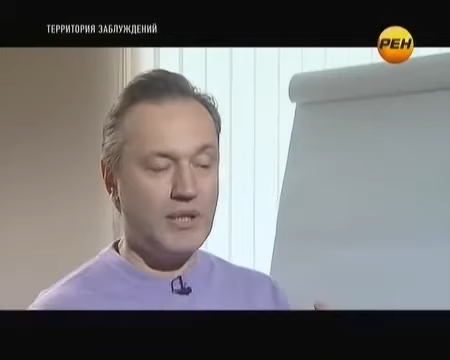 ТЕРРИТОРИЯ ЗАБЛУЖДЕНИЙ
РЕН